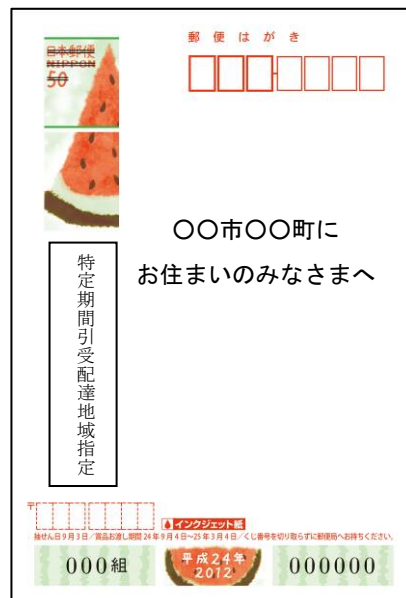 郵便はがき
日本郵便
NIPPON
50
〇〇市〇〇町に
お住まいのみなさまへ
特定期間引受配達地域指定
〒
インクジェット紙
抽せん日9月3日/賞品お渡し期間24年9月4日~25年3月4日/くじ番号を切り取らずに郵便局へお持ちください。
000組
平成24年
2012
000000